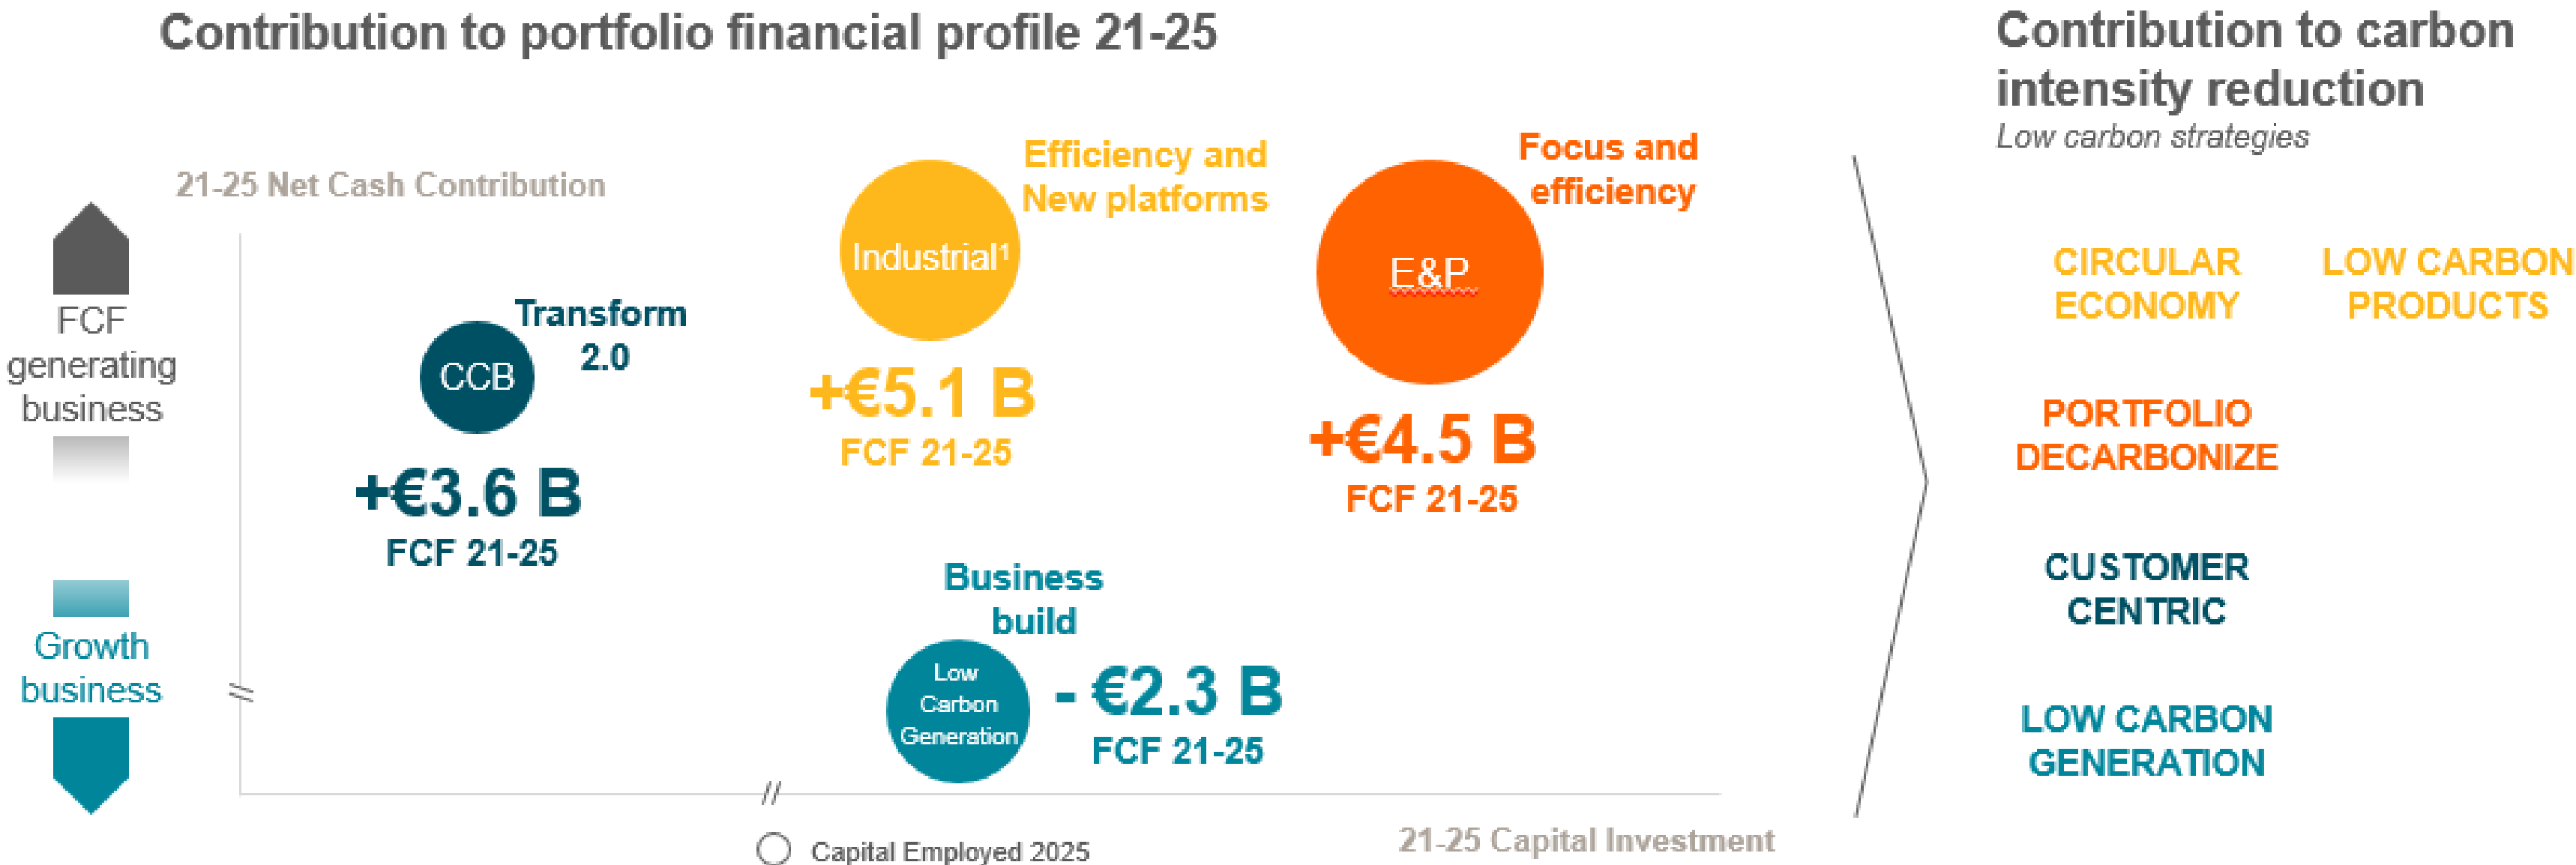 Contribution to portfolio financial profile 21-25
21-25 Net Cash Contribution
FCF
generating
business
Growth
business
CCB
Transform
2.0
+€3.6 B
FCF 21-25
Industrial¹
Efficiency and
New platforms
+€5.1 B
FCF 21-25
E&P
Focus and
efficiency
+€4.5 B
FCF 21-25
Business
build
Low
Carbon
Generation
- €2.3 B
FCF 21-25
//
//
Capital Employed 2025
21-25 Capital Investment
Contribution to carbon
intensity reduction
Low carbon strategies
CIRCULAR
ECONOMY
LOW CARBON
PRODUCTS
PORTFOLIO
DECARBONIZE
CUSTOMER
CENTRIC
LOW CARBON
GENERATION